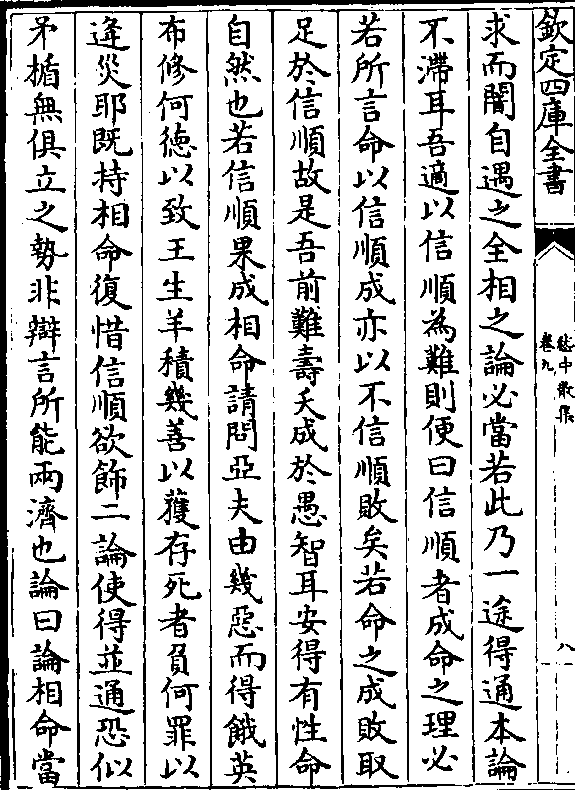 欽定四庫全書
嵇中散集
卷九
八
求而闇自遇之全相之論必當若此乃一途得通本論
不滯耳吾適以信順為難則便曰信順者成命之理必
若所言命以信順成亦以不信順敗矣若命之成敗取
足於信順故是吾前難壽夭成於愚智耳安得有性命
自然也若信順果成相命請問亞夫由幾惡而得餓英
布修何徳以致王生羊積幾善以獲存死者負何罪以
逢災耶既持相命復惜信順欲飾二論使得並通恐似
矛楯無俱立之勢非辯言所能兩濟也論曰論相命當